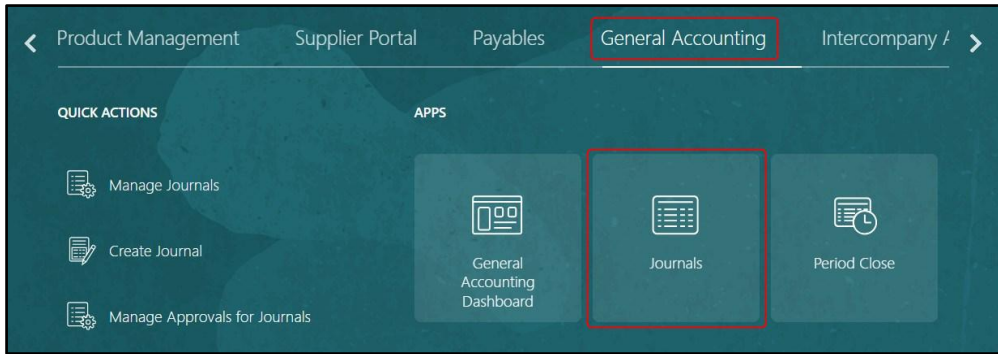 Product Management Supplier Portal Payables General Accounting Intercompany A
QUICK ACTIONS APPS
Manage Journals
Create Journal
Manage Approvals for Journals
General
Accounting
Dashboard
Journals
Period Close